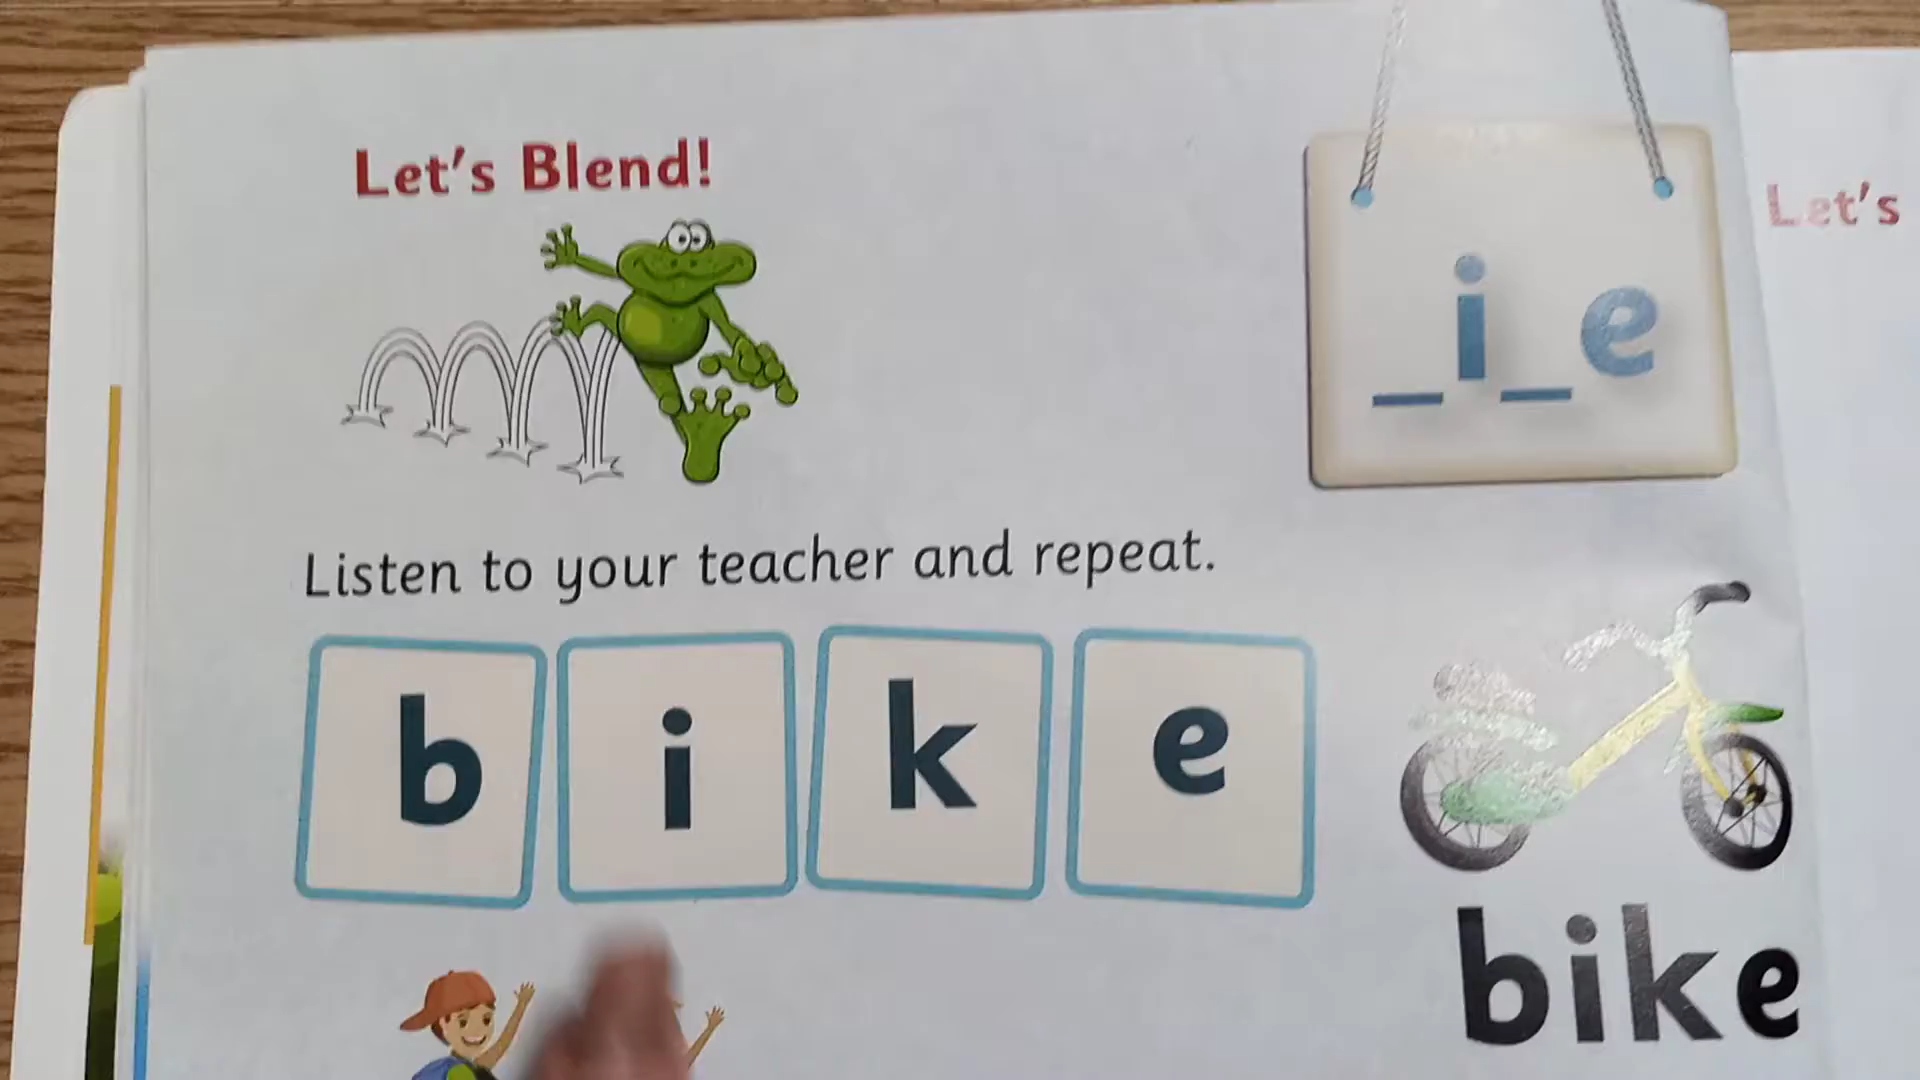 Let's Blend!
_i_e
Let's
Listen to your teacher and repeat.
b i k e
bike